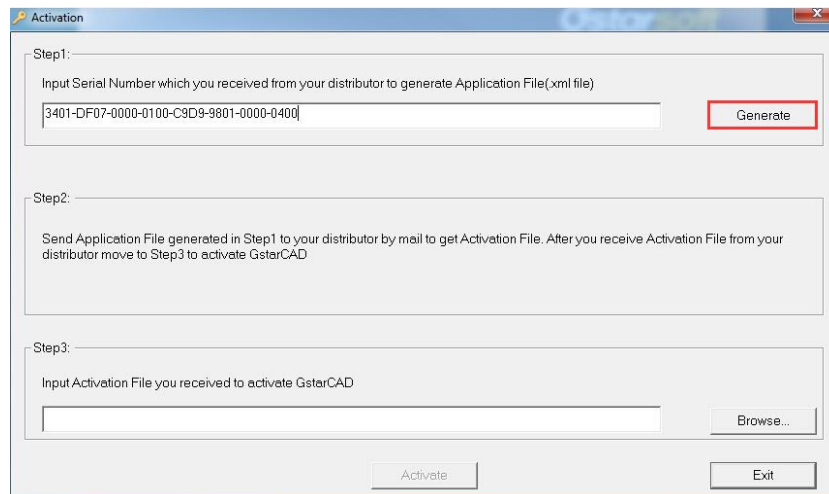 Activation
Step1:
Input Serial Number which you received from your distributor to generate Application File(.xml file)
3401-DF07-0000-0100-C9D9-9801-0000-0400
Generate
Step2:
Send Application File generated in Step1 to your distributor by mail to get Activation File. After you receive Activation File from your
distributor move to Step3 to activate GstarCAD
Step3:
Input Activation File you received to activate GstarCAD
Browse...
Activate
Exit